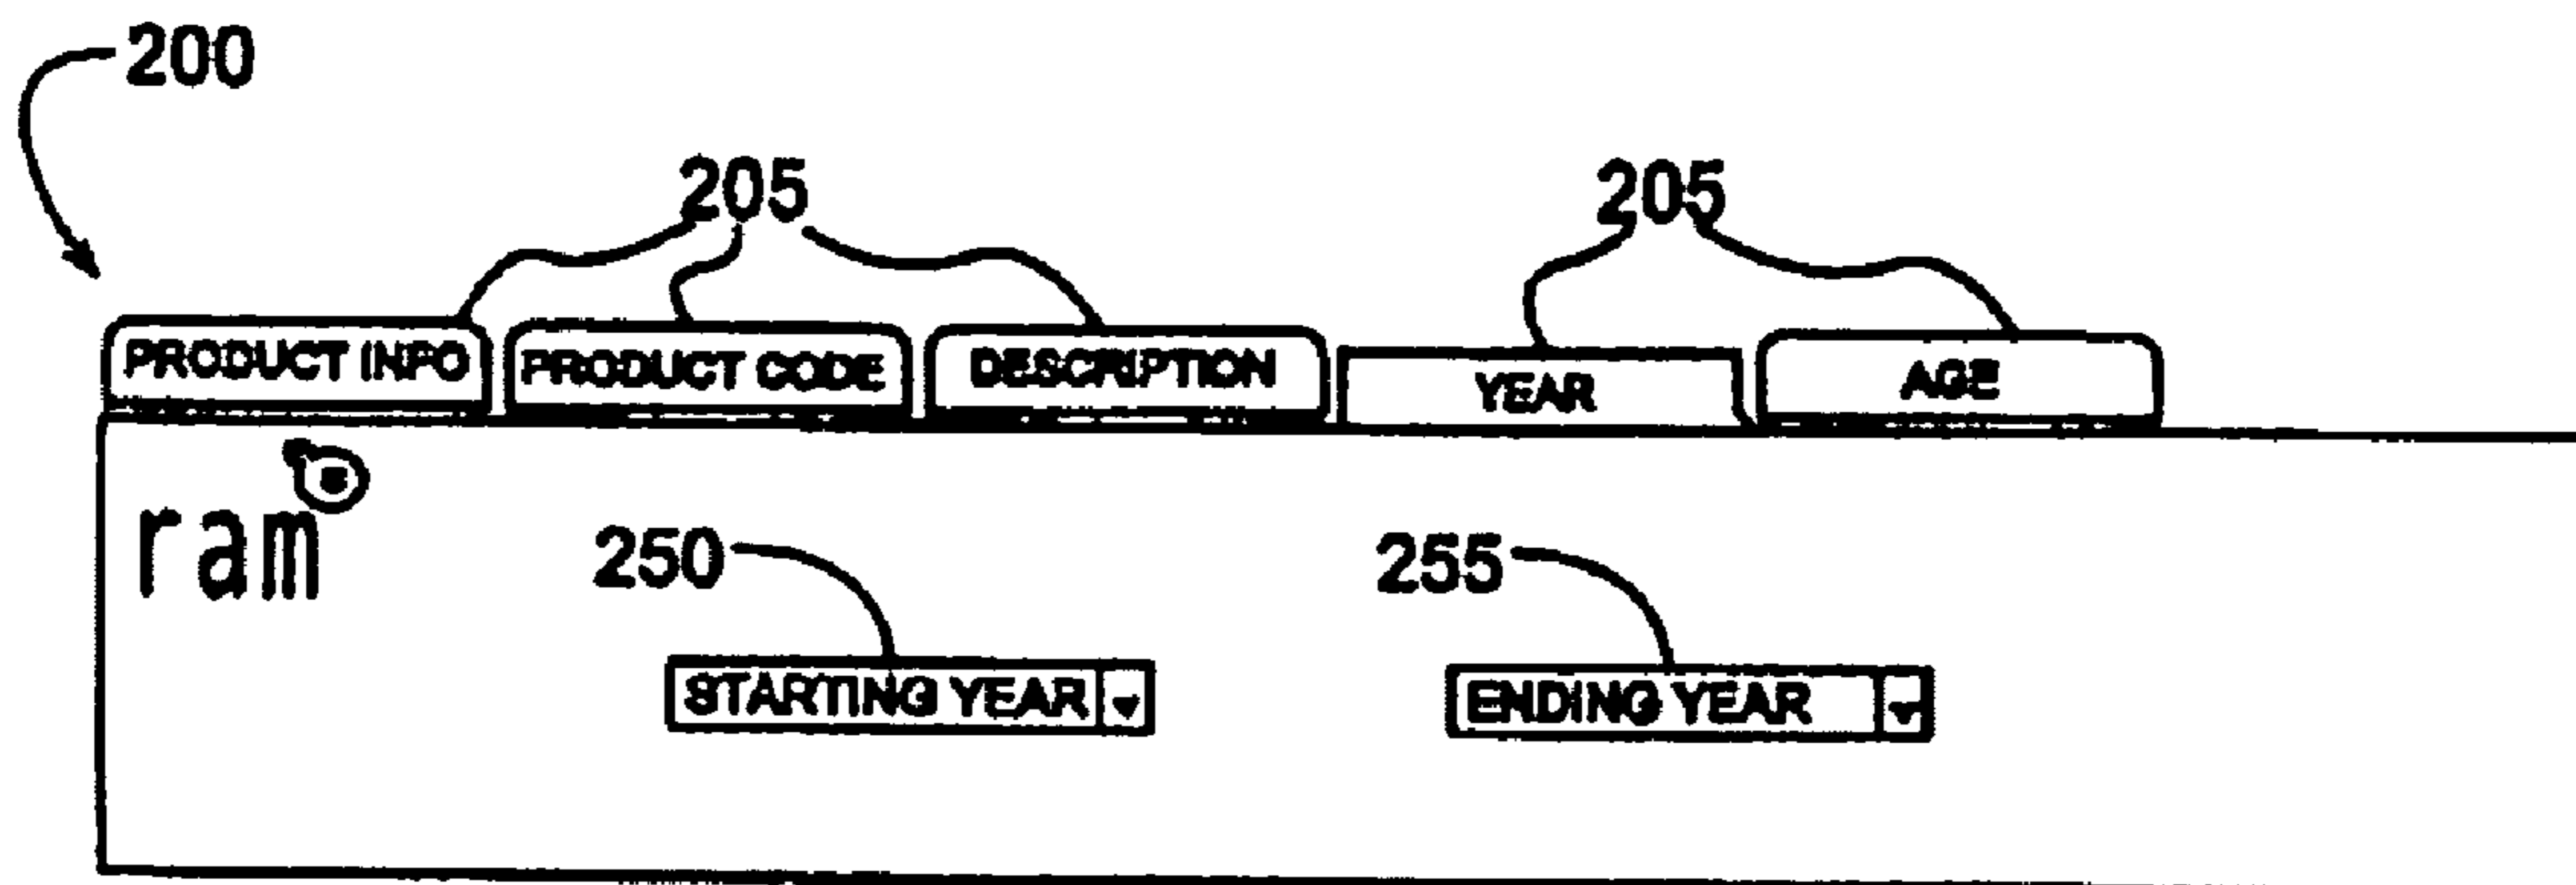 200
205 205
PRODUCT INFO PRODUCT CODE DESCRIPTION YEAR AGE
ram
250 255
STARTING YEAR ENDING YEAR